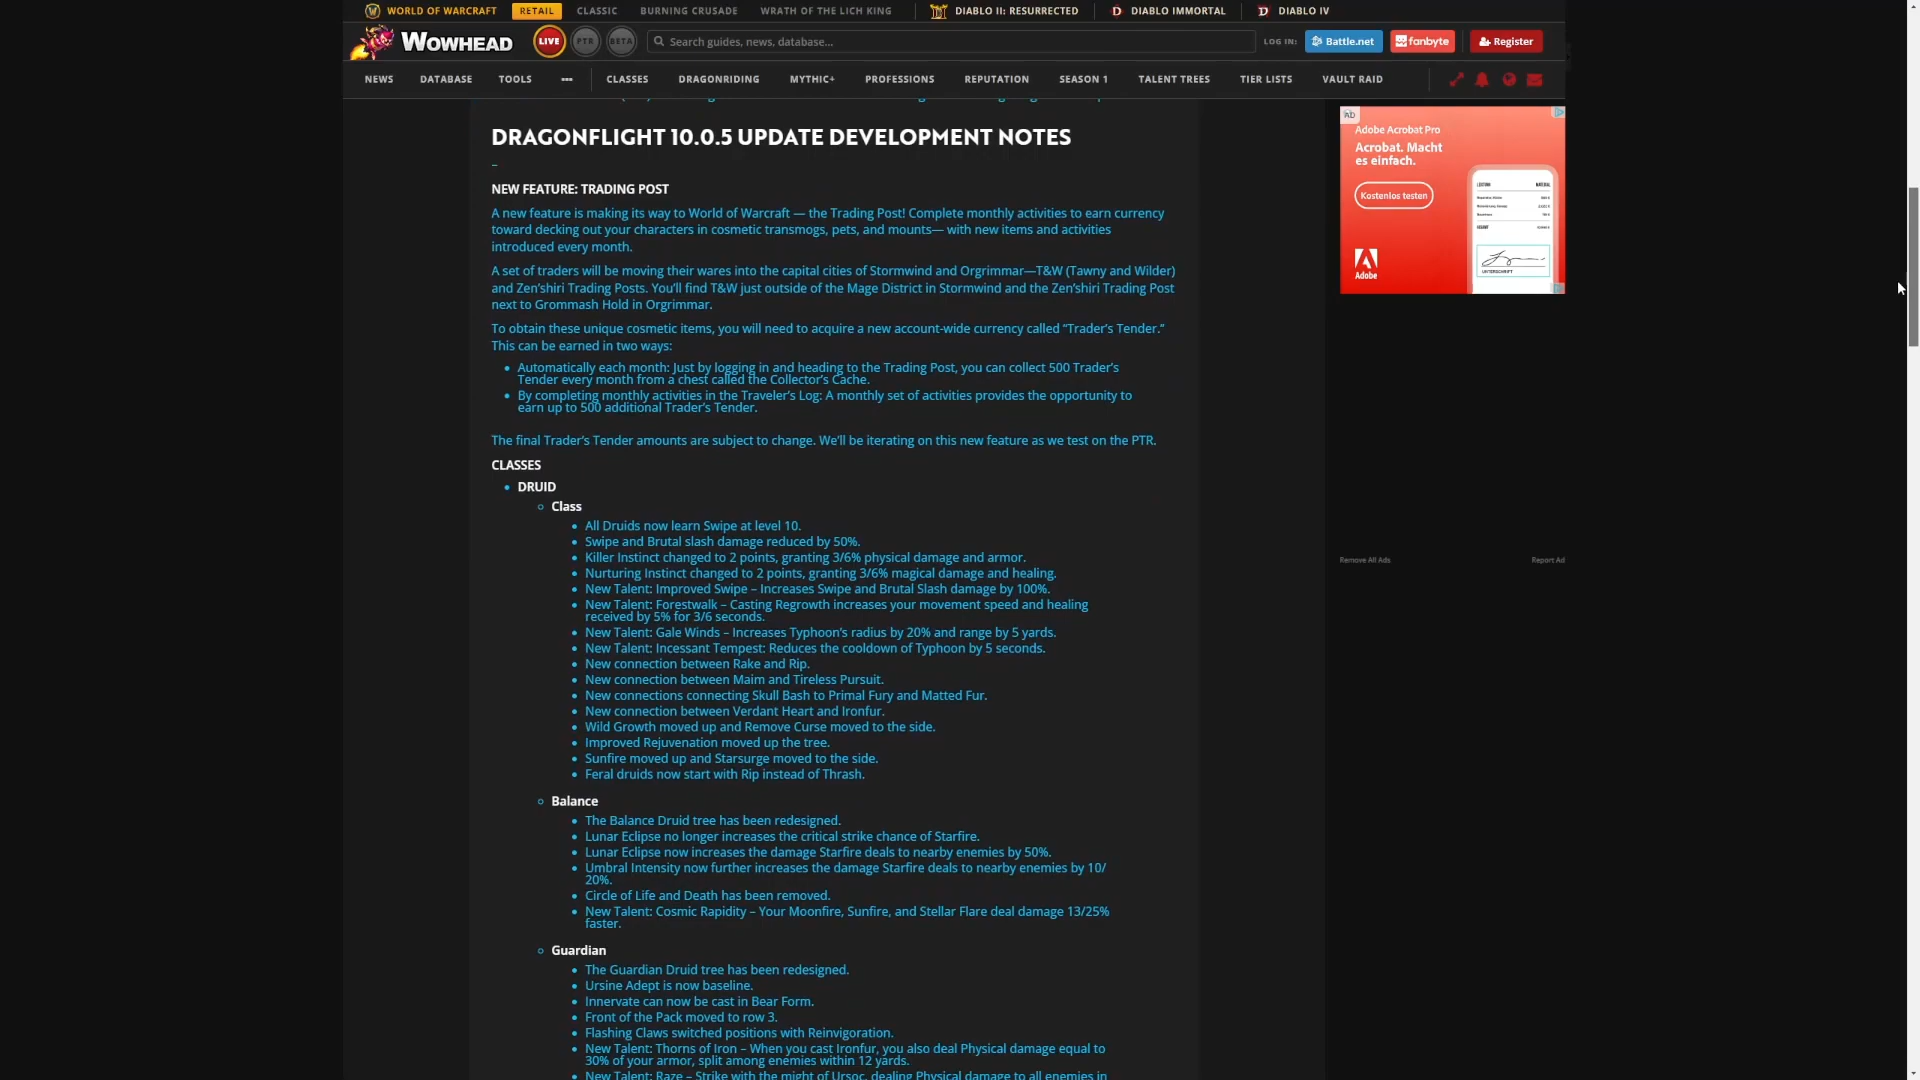 WORLD OF WARCRAFT RETAIL CLASSIC BURNING CRUSADE WRATH OF THE LICH KING DIABLO II: RESURRECTED DIABLO IMMORTAL DIABLO IV
WOWHEAD LIVE PTR BETA Search guides, news, database... LOG IN: Battle.net fanbyte Register
NEWS DATABASE TOOLS ••• CLASSES DRAGONRIDING MYTHIC+ PROFESSIONS REPUTATION SEASON 1 TALENT TREES TIER LISTS VAULT RAID
DRAGONFLIGHT 10.0.5 UPDATE DEVELOPMENT NOTES
–
NEW FEATURE: TRADING POST
A new feature is making its way to World of Warcraft — the Trading Post! Complete monthly activities to earn currency
toward decking out your characters in cosmetic transmogs, pets, and mounts— with new items and activities
introduced every month.
A set of traders will be moving their wares into the capital cities of Stormwind and Orgrimmar—T&W (Tawny and Wilder)
and Zen’shiri Trading Posts. You’ll find T&W just outside of the Mage District in Stormwind and the Zen’shiri Trading Post
next to Grommash Hold in Orgrimmar.
To obtain these unique cosmetic items, you will need to acquire a new account-wide currency called “Trader’s Tender.”
This can be earned in two ways:
• Automatically each month: Just by logging in and heading to the Trading Post, you can collect 500 Trader’s
Tender every month from a chest called the Collector’s Cache.
• By completing monthly activities in the Traveler’s Log: A monthly set of activities provides the opportunity to
earn up to 500 additional Trader’s Tender.
The final Trader’s Tender amounts are subject to change. We’ll be iterating on this new feature as we test on the PTR.
CLASSES
• DRUID
◦ Class
• All Druids now learn Swipe at level 10.
• Swipe and Brutal slash damage reduced by 50%.
• Killer Instinct changed to 2 points, granting 3/6% physical damage and armor.
• Nurturing Instinct changed to 2 points, granting 3/6% magical damage and healing.
• New Talent: Improved Swipe – Increases Swipe and Brutal Slash damage by 100%.
• New Talent: Forestwalk – Casting Regrowth increases your movement speed and healing
received by 5% for 3/6 seconds.
• New Talent: Gale Winds – Increases Typhoon’s radius by 20% and range by 5 yards.
• New Talent: Incessant Tempest: Reduces the cooldown of Typhoon by 5 seconds.
• New connection between Rake and Rip.
• New connection between Maim and Tireless Pursuit.
• New connections connecting Skull Bash to Primal Fury and Matted Fur.
• New connection between Verdant Heart and Ironfur.
• Wild Growth moved up and Remove Curse moved to the side.
• Improved Rejuvenation moved up the tree.
• Sunfire moved up and Starsurge moved to the side.
• Feral druids now start with Rip instead of Thrash.
◦ Balance
• The Balance Druid tree has been redesigned.
• Lunar Eclipse no longer increases the critical strike chance of Starfire.
• Lunar Eclipse now increases the damage Starfire deals to nearby enemies by 50%.
• Umbral Intensity now further increases the damage Starfire deals to nearby enemies by 10/
20%.
• Circle of Life and Death has been removed.
• New Talent: Cosmic Rapidity – Your Moonfire, Sunfire, and Stellar Flare deal damage 13/25%
faster.
◦ Guardian
• The Guardian Druid tree has been redesigned.
• Ursine Adept is now baseline.
• Innervate can now be cast in Bear Form.
• Front of the Pack moved to row 3.
• Flashing Claws switched positions with Reinvigoration.
• New Talent: Thorns of Iron – When you cast Ironfur, you also deal Physical damage equal to
30% of your armor, split among enemies within 12 yards.
• New Talent: Raze – Strike with the might of Ursoc, dealing Physical damage to all enemies in
AD
Adobe Acrobat Pro
Acrobat. Macht
es einfach.
Kostenlos testen
Adobe
UNTERSCHRIFT
Remove All Ads Report Ad